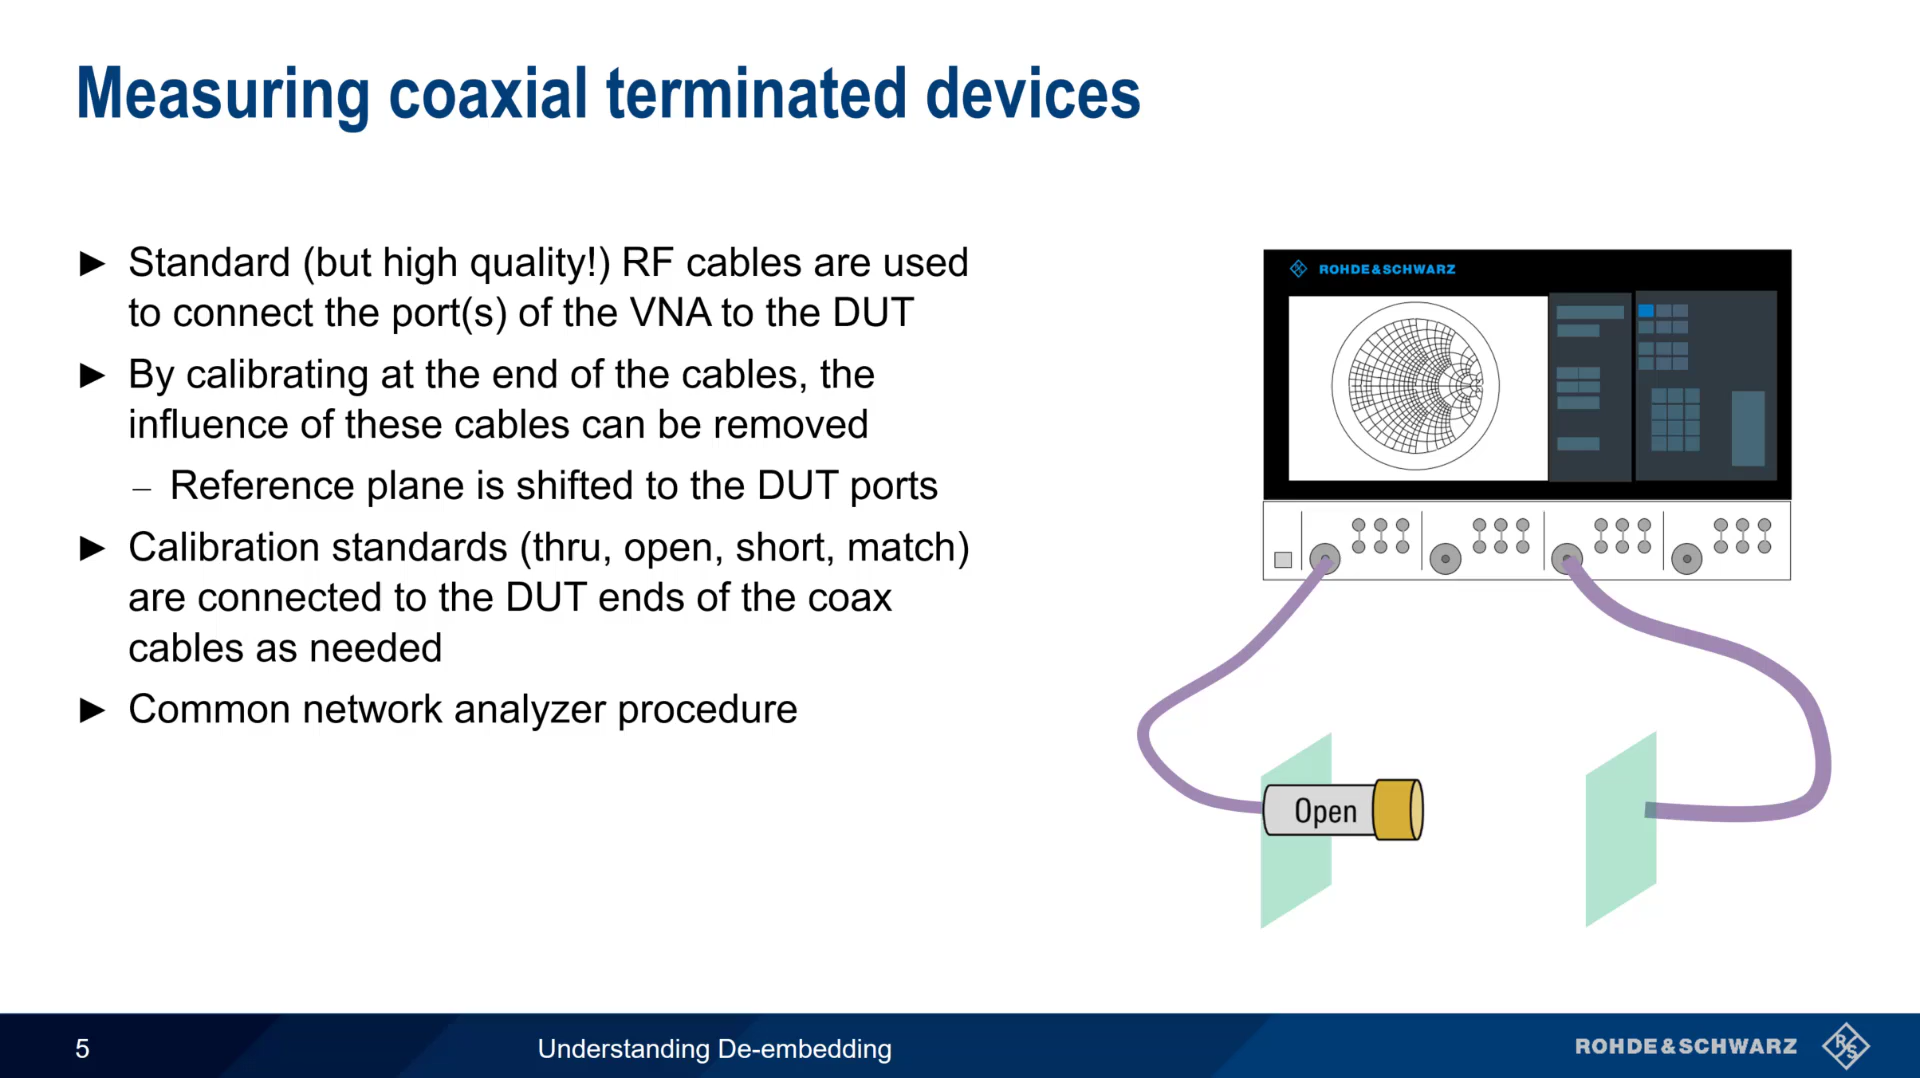 Measuring coaxial terminated devices
► Standard (but high quality!) RF cables are used
to connect the port(s) of the VNA to the DUT
► By calibrating at the end of the cables, the
influence of these cables can be removed
– Reference plane is shifted to the DUT ports
► Calibration standards (thru, open, short, match)
are connected to the DUT ends of the coax
cables as needed
► Common network analyzer procedure
ROHDE&SCHWARZ
Open
5
Understanding De-embedding
ROHDE&SCHWARZ
R&S